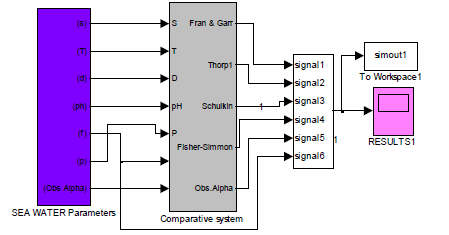 (s)
(T)
(d)
(ph)
(f)
(p)
(Obs Alpha)
SEA WATER Parameters
S
T
D
pH
P
Fran & Garr
Thorp1
Schulkin
Fisher-Simmon
Obs.Alpha
Comparative system
1
signal1
signal2
signal3
signal4
signal5
signal6
1
simout1
To Workspace1
RESULTS1